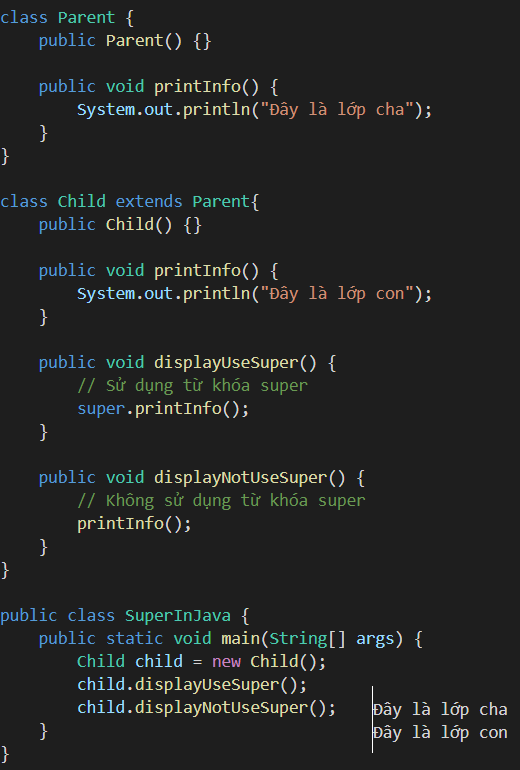 class Parent {
    public Parent() {}

    public void printInfo() {
        System.out.println("Đây là lớp cha");
    }
}

class Child extends Parent{
    public Child() {}

    public void printInfo() {
        System.out.println("Đây là lớp con");
    }

    public void displayUseSuper() {
        // Sử dụng từ khóa super
        super.printInfo();
    }

    public void displayNotUseSuper() {
        // Không sử dụng từ khóa super
        printInfo();
    }
}

public class SuperInJava {
    public static void main(String[] args) {
        Child child = new Child();
        child.displayUseSuper();
        child.displayNotUseSuper();
    }
}
Đây là lớp cha
Đây là lớp con